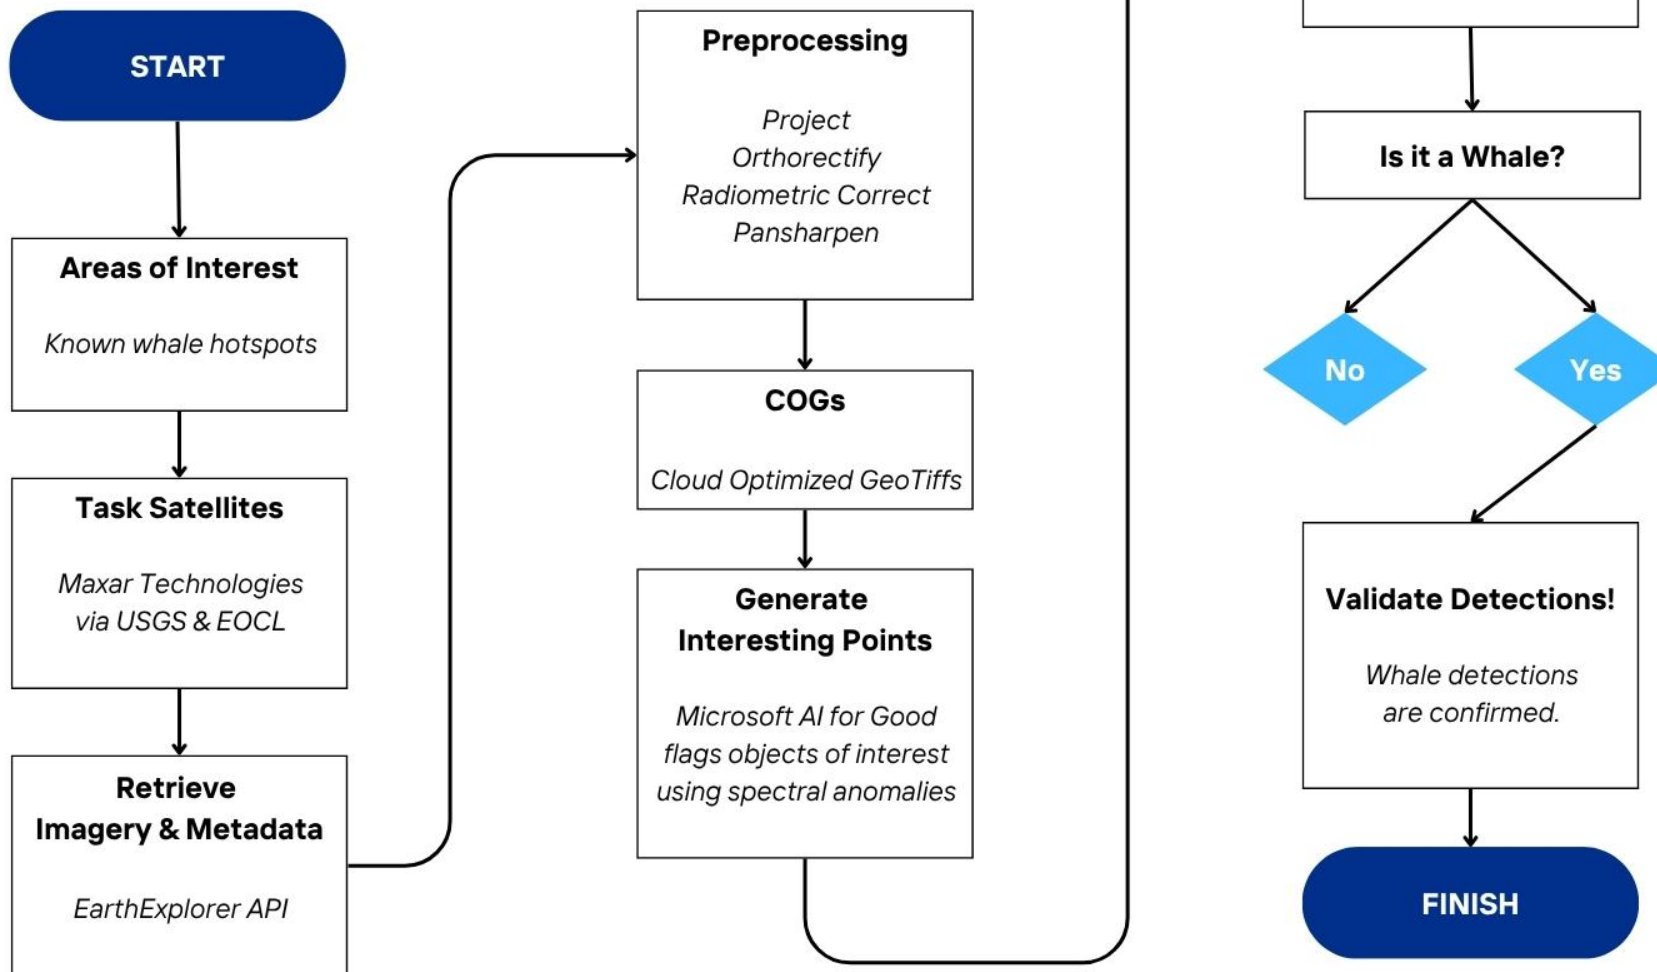 START
Areas of Interest
Known whale hotspots
Task Satellites
Maxar Technologies
via USGS & EOCL
Retrieve
Imagery & Metadata
EarthExplorer API
Preprocessing
Project
Orthorectify
Radiometric Correct
Pansharpen
COGs
Cloud Optimized GeoTiffs
Generate
Interesting Points
Microsoft AI for Good
flags objects of interest
using spectral anomalies
Is it a Whale?
No
Yes
Validate Detections!
Whale detections
are confirmed.
FINISH